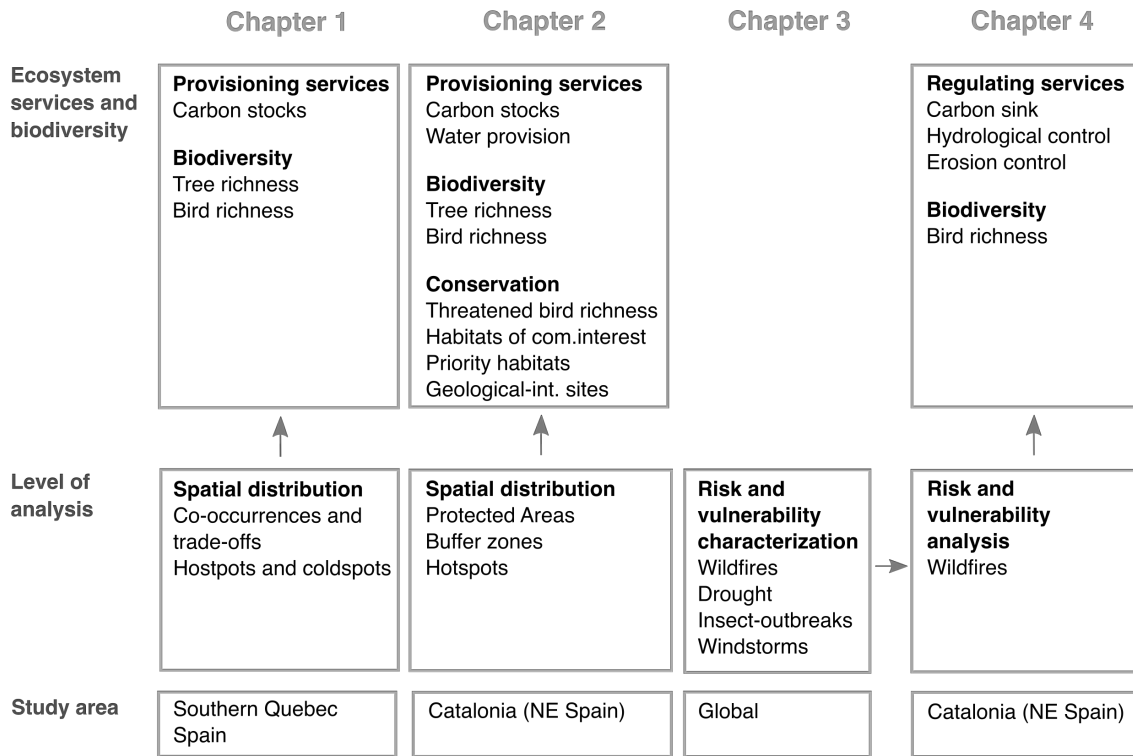 Chapter 1
Chapter 2
Chapter 3
Chapter 4
Ecosystem
services and
biodiversity
Provisioning services
Carbon stocks
Biodiversity
Tree richness
Bird richness
Provisioning services
Carbon stocks
Water provision
Biodiversity
Tree richness
Bird richness
Conservation
Threatened bird richness
Habitats of com.interest
Priority habitats
Geological-int. sites
Regulating services
Carbon sink
Hydrological control
Erosion control
Biodiversity
Bird richness
Level of
analysis
Spatial distribution
Co-occurrences and
trade-offs
Hostpots and coldspots
Spatial distribution
Protected Areas
Buffer zones
Hotspots
Risk and
vulnerability
characterization
Wildfires
Drought
Insect-outbreaks
Windstorms
Risk and
vulnerability
analysis
Wildfires
Study area
Southern Quebec
Spain
Catalonia (NE Spain)
Global
Catalonia (NE Spain)